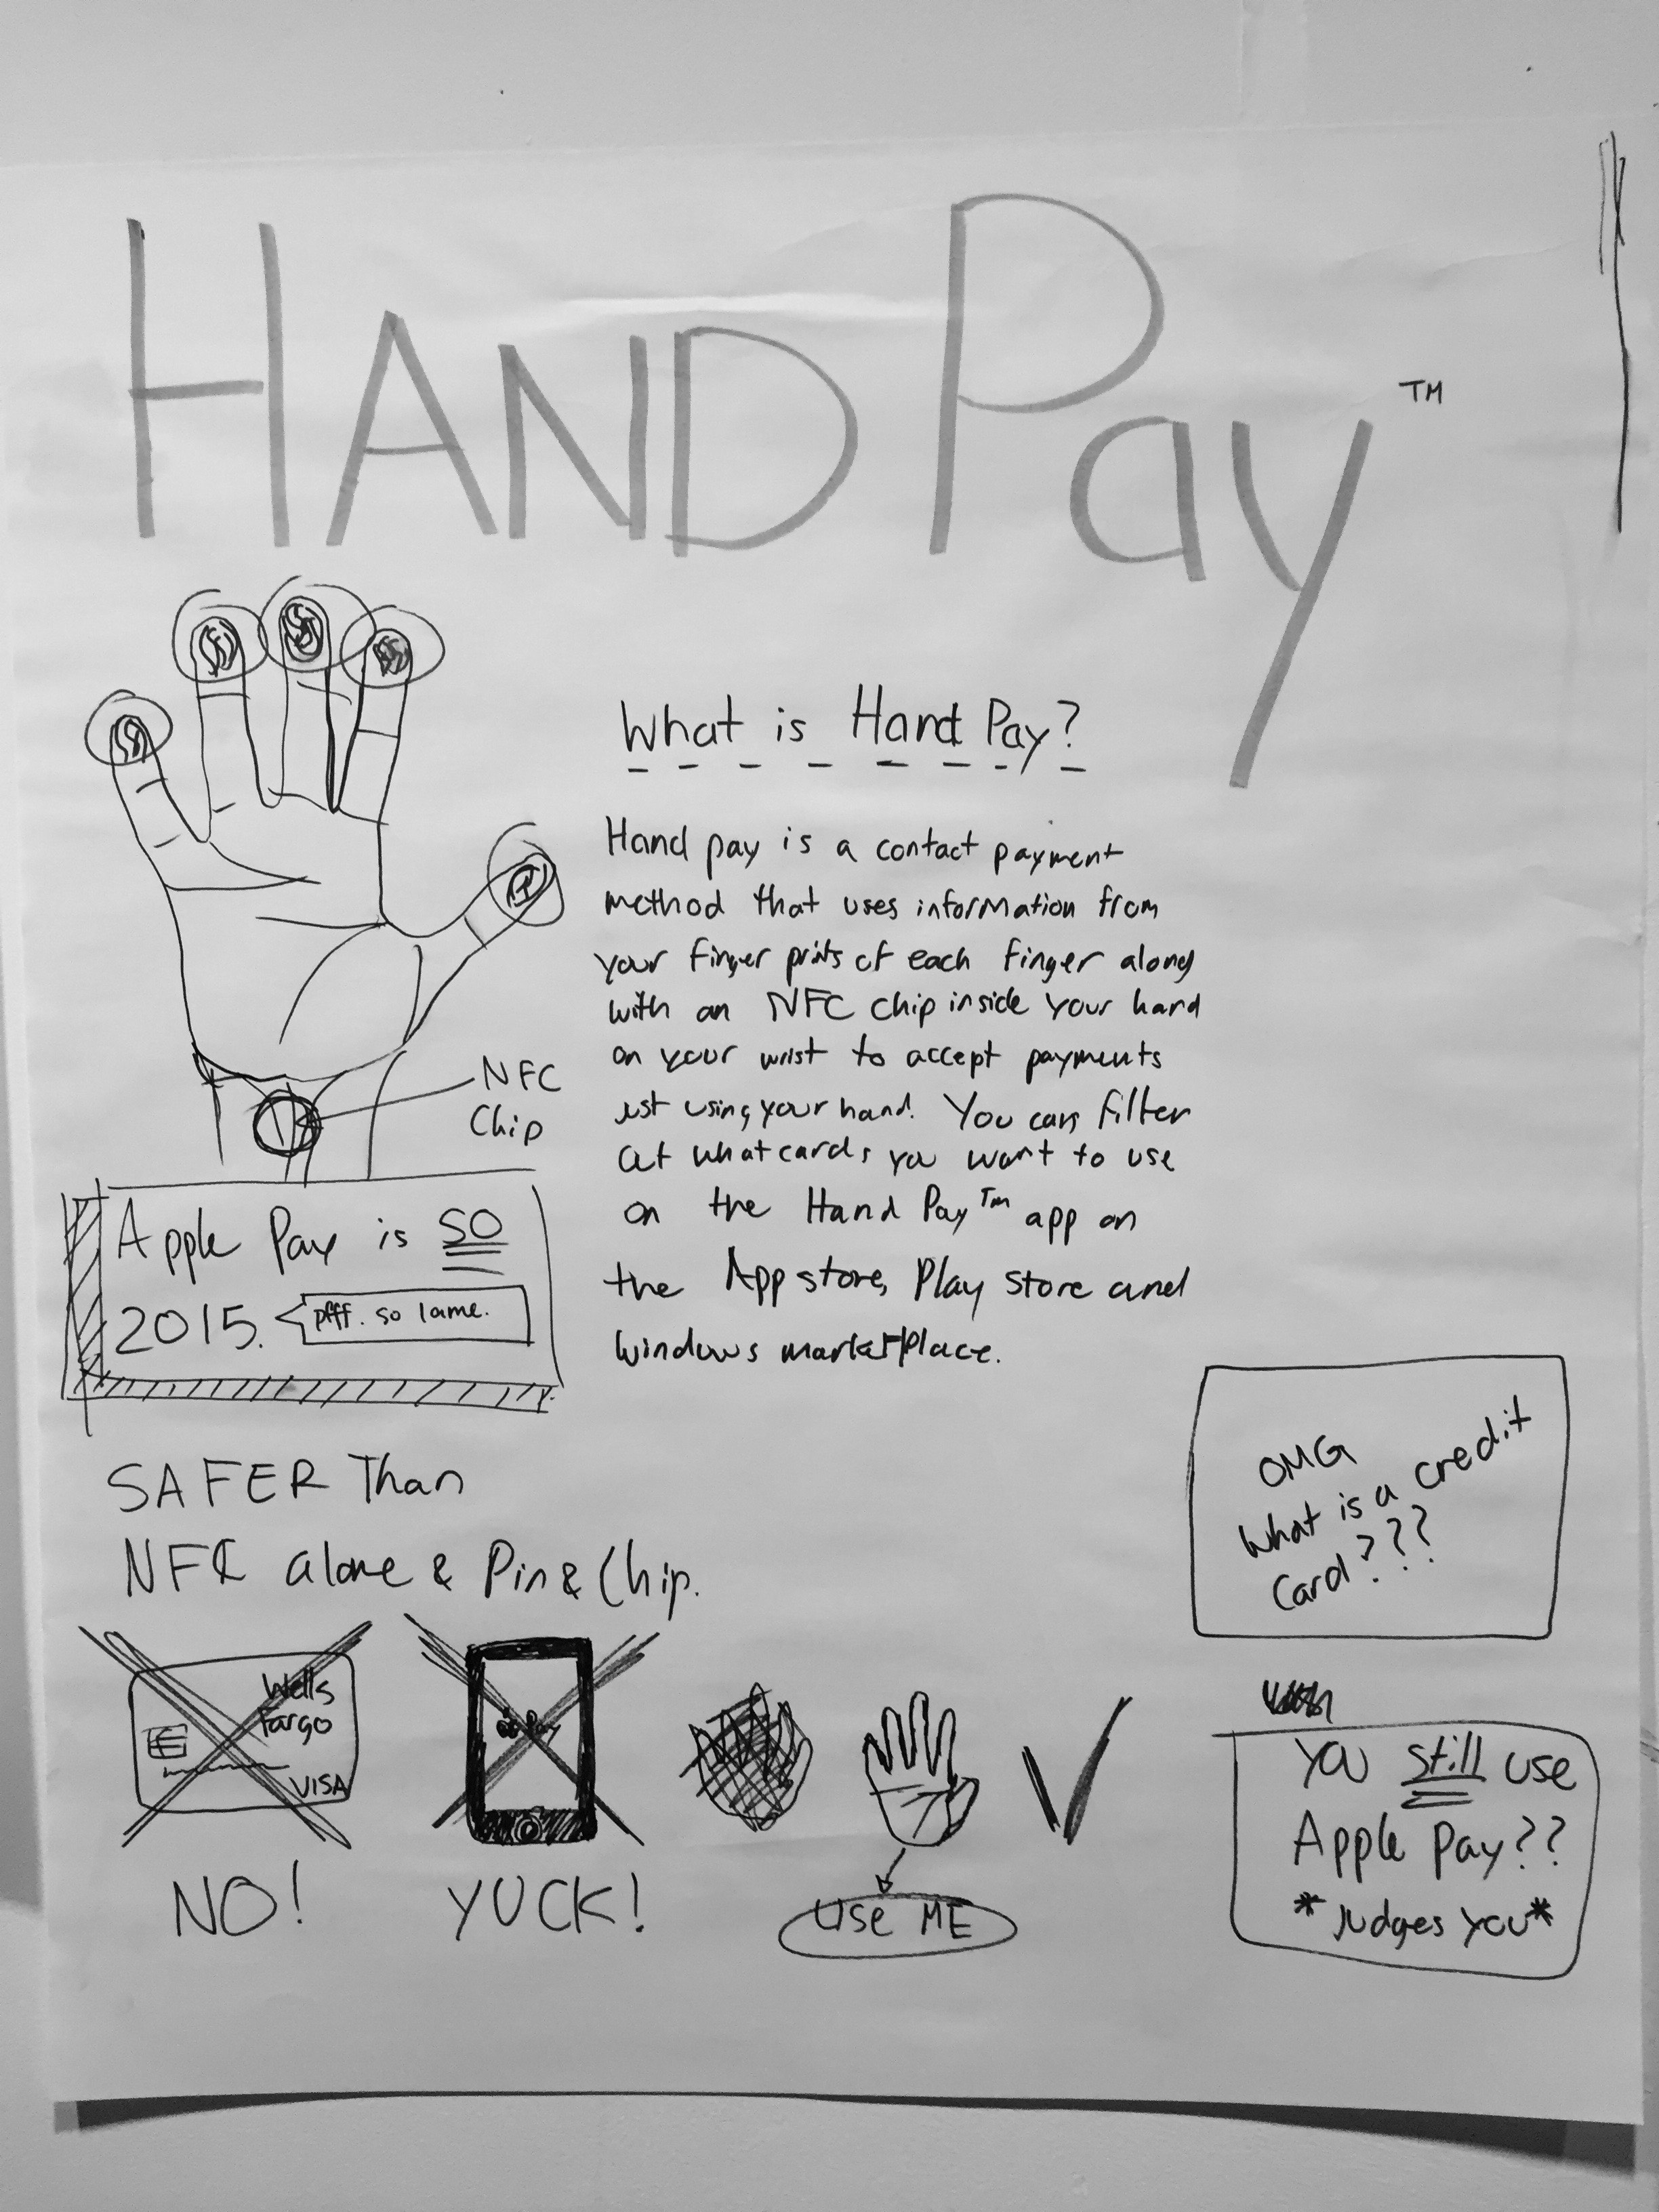 HAND Pay ™
What is Hand Pay?
Hand pay is a contact payment
method that uses information from
your finger prints of each finger along
with an NFC chip inside your hand
on your wrist to accept payments
just using your hand. You can filter
out what cards you want to use
on the Hand Pay™ app on
the App store, Play store and
windows marketplace.
NFC
Chip
Apple Pay is SO
2015.
pfff. so lame.
SAFER Than
NFC alone & Pin & Chip.
OMG
What is a credit
Card???
Wells
Fargo
VISA
Pay
NO!
YUCK!
USE ME
You still use
Apple Pay??
*Judges you*